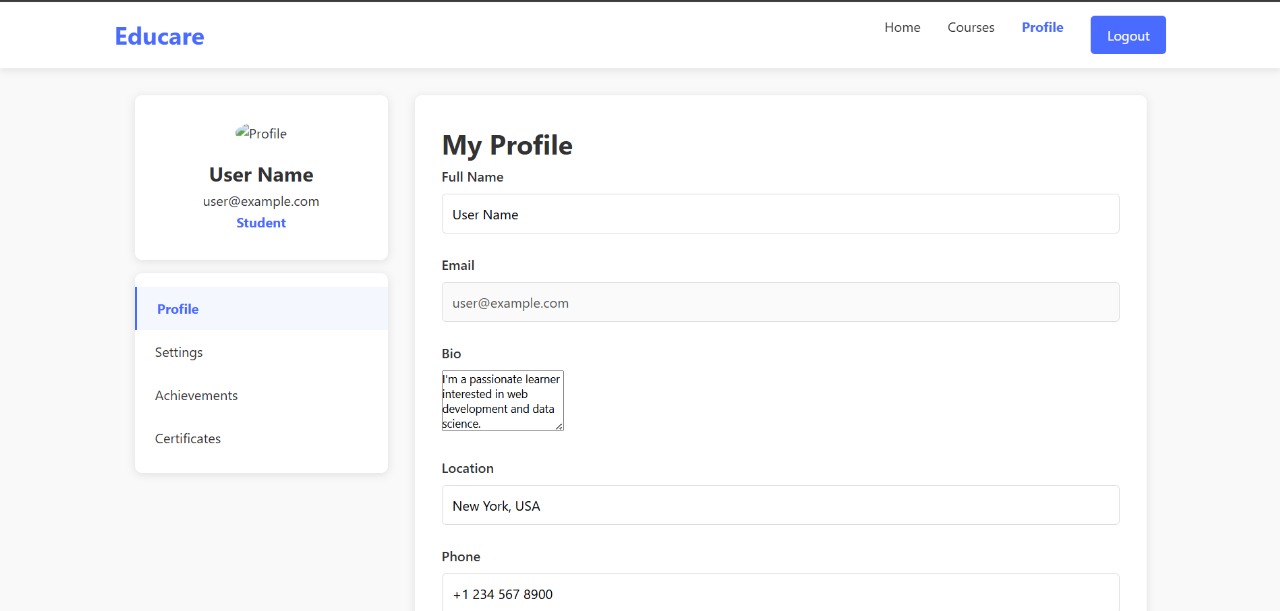 Educare
Home Courses Profile Logout
Profile
User Name
user@example.com
Student
Profile
Settings
Achievements
Certificates
My Profile
Full Name
User Name
Email
user@example.com
Bio
I'm a passionate learner
interested in web
development and data
science.
Location
New York, USA
Phone
+1 234 567 8900